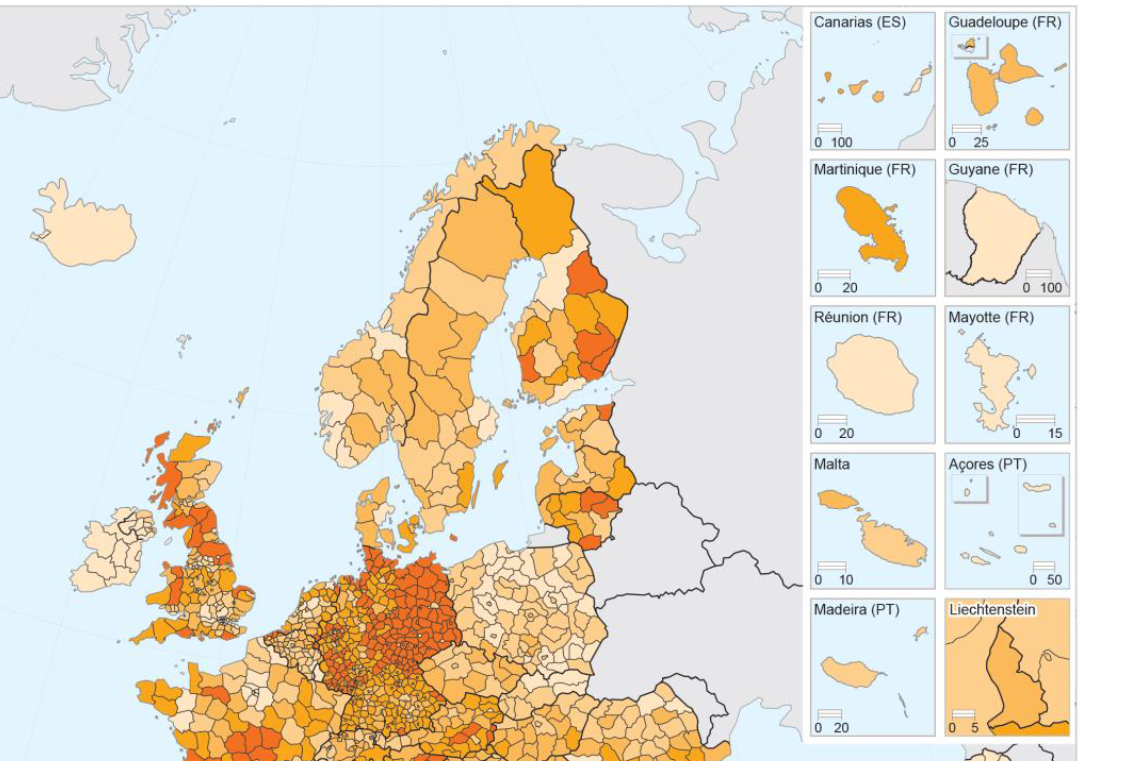 Canarias (ES)
0 100
Guadeloupe (FR)
0 25
Martinique (FR)
0 20
Guyane (FR)
0 100
Réunion (FR)
0 20
Mayotte (FR)
0 15
Malta
0 10
Açores (PT)
0 50
Madeira (PT)
0 20
Liechtenstein
0 5